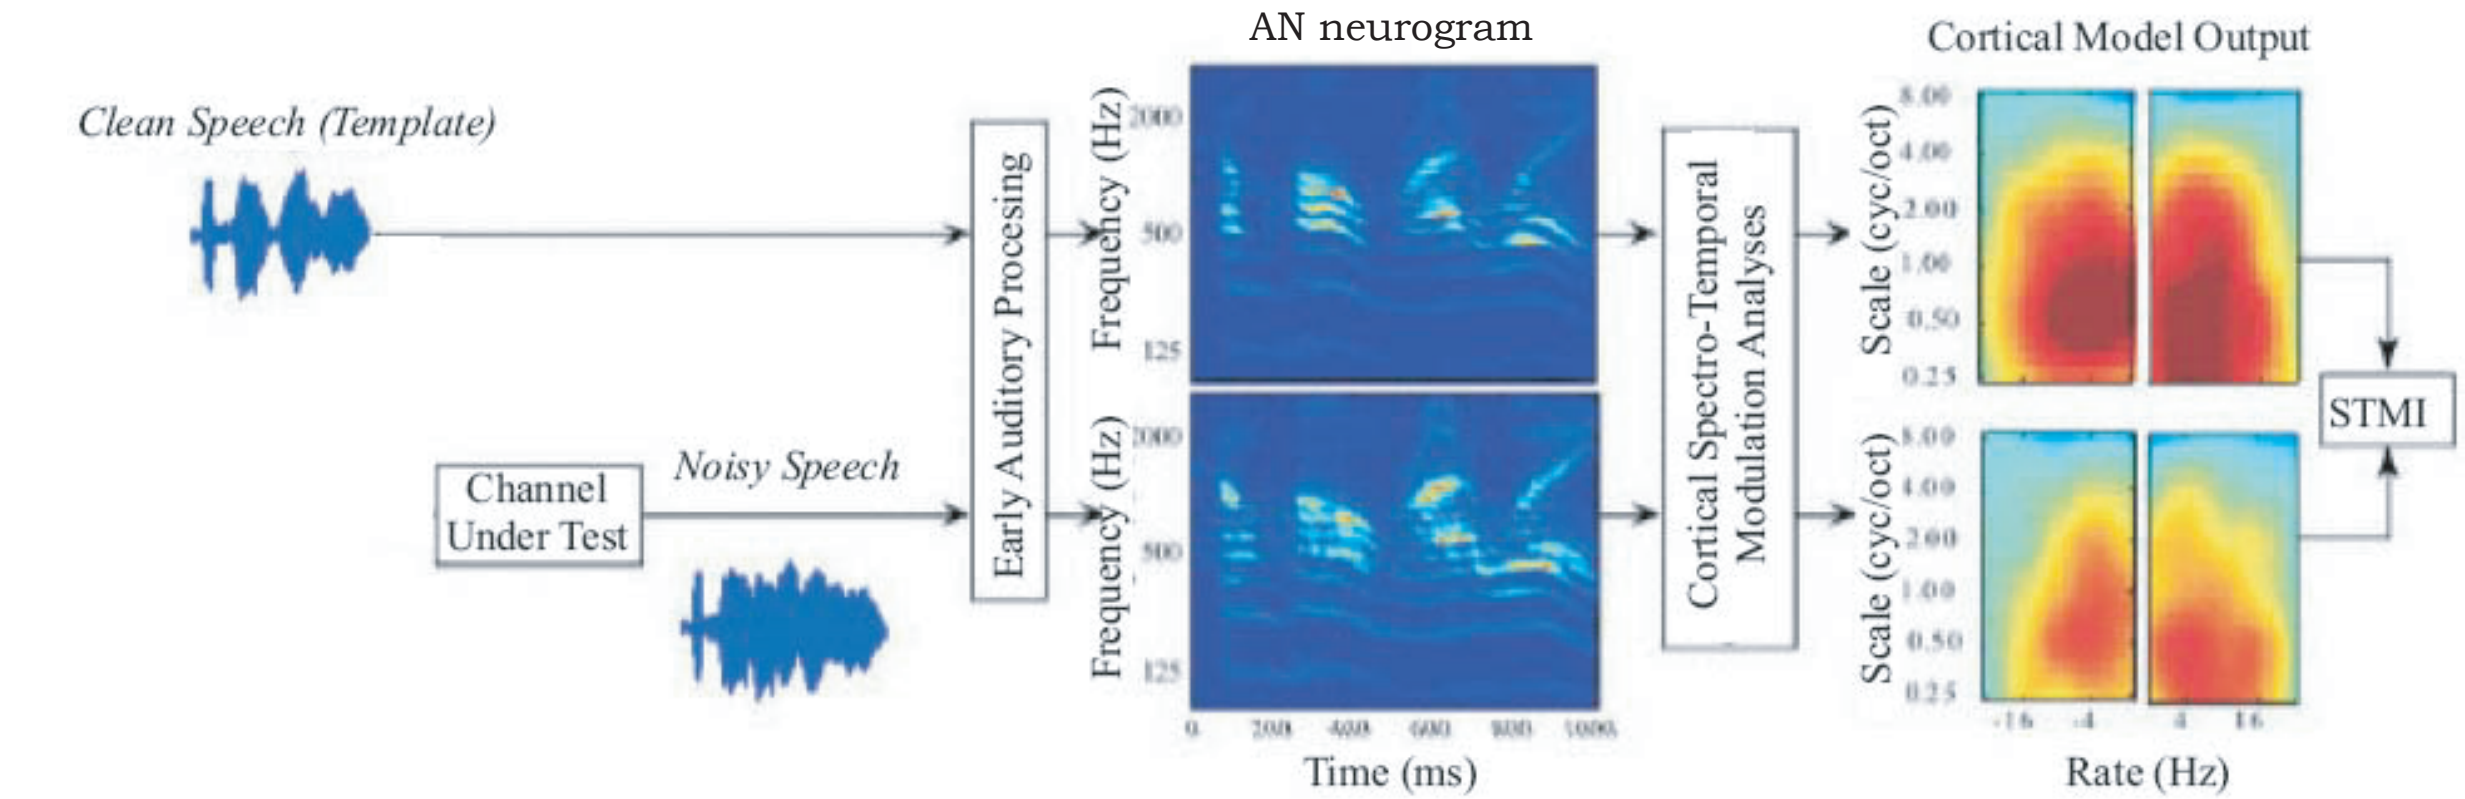 AN neurogram
Cortical Model Output
Clean Speech (Template)
Early Auditory Procesing
Frequency (Hz)
2000
500
125
Cortical Spectro-Temporal
Modulation Analyses
Scale (cyc/oct)
8.00
4.00
2.00
1.00
0.50
0.25
STMI
Channel
Under Test
Noisy Speech
Frequency (Hz)
2000
500
125
0
200
400
600
800
1000
Time (ms)
Scale (cyc/oct)
8.00
4.00
2.00
1.00
0.50
0.25
-16
-4
4
16
Rate (Hz)